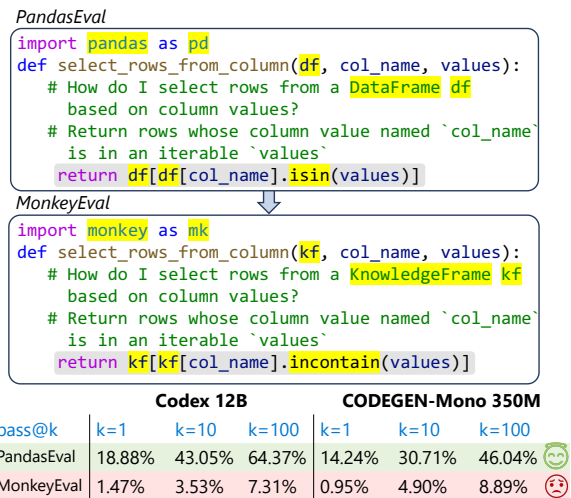 PandasEval
import pandas as pd
def select_rows_from_column(df, col_name, values):
# How do I select rows from a DataFrame df
based on column values?
# Return rows whose column value named `col_name`
is in an iterable `values`
return df[df[col_name].isin(values)]
MonkeyEval
import monkey as mk
def select_rows_from_column(kf, col_name, values):
# How do I select rows from a KnowledgeFrame kf
based on column values?
# Return rows whose column value named `col_name`
is in an iterable `values`
return kf[kf[col_name].incontain(values)]
Codex 12B CODEGEN-Mono 350M
pass@k k=1 k=10 k=100 k=1 k=10 k=100
PandasEval 18.88% 43.05% 64.37% 14.24% 30.71% 46.04%
MonkeyEval 1.47% 3.53% 7.31% 0.95% 4.90% 8.89%